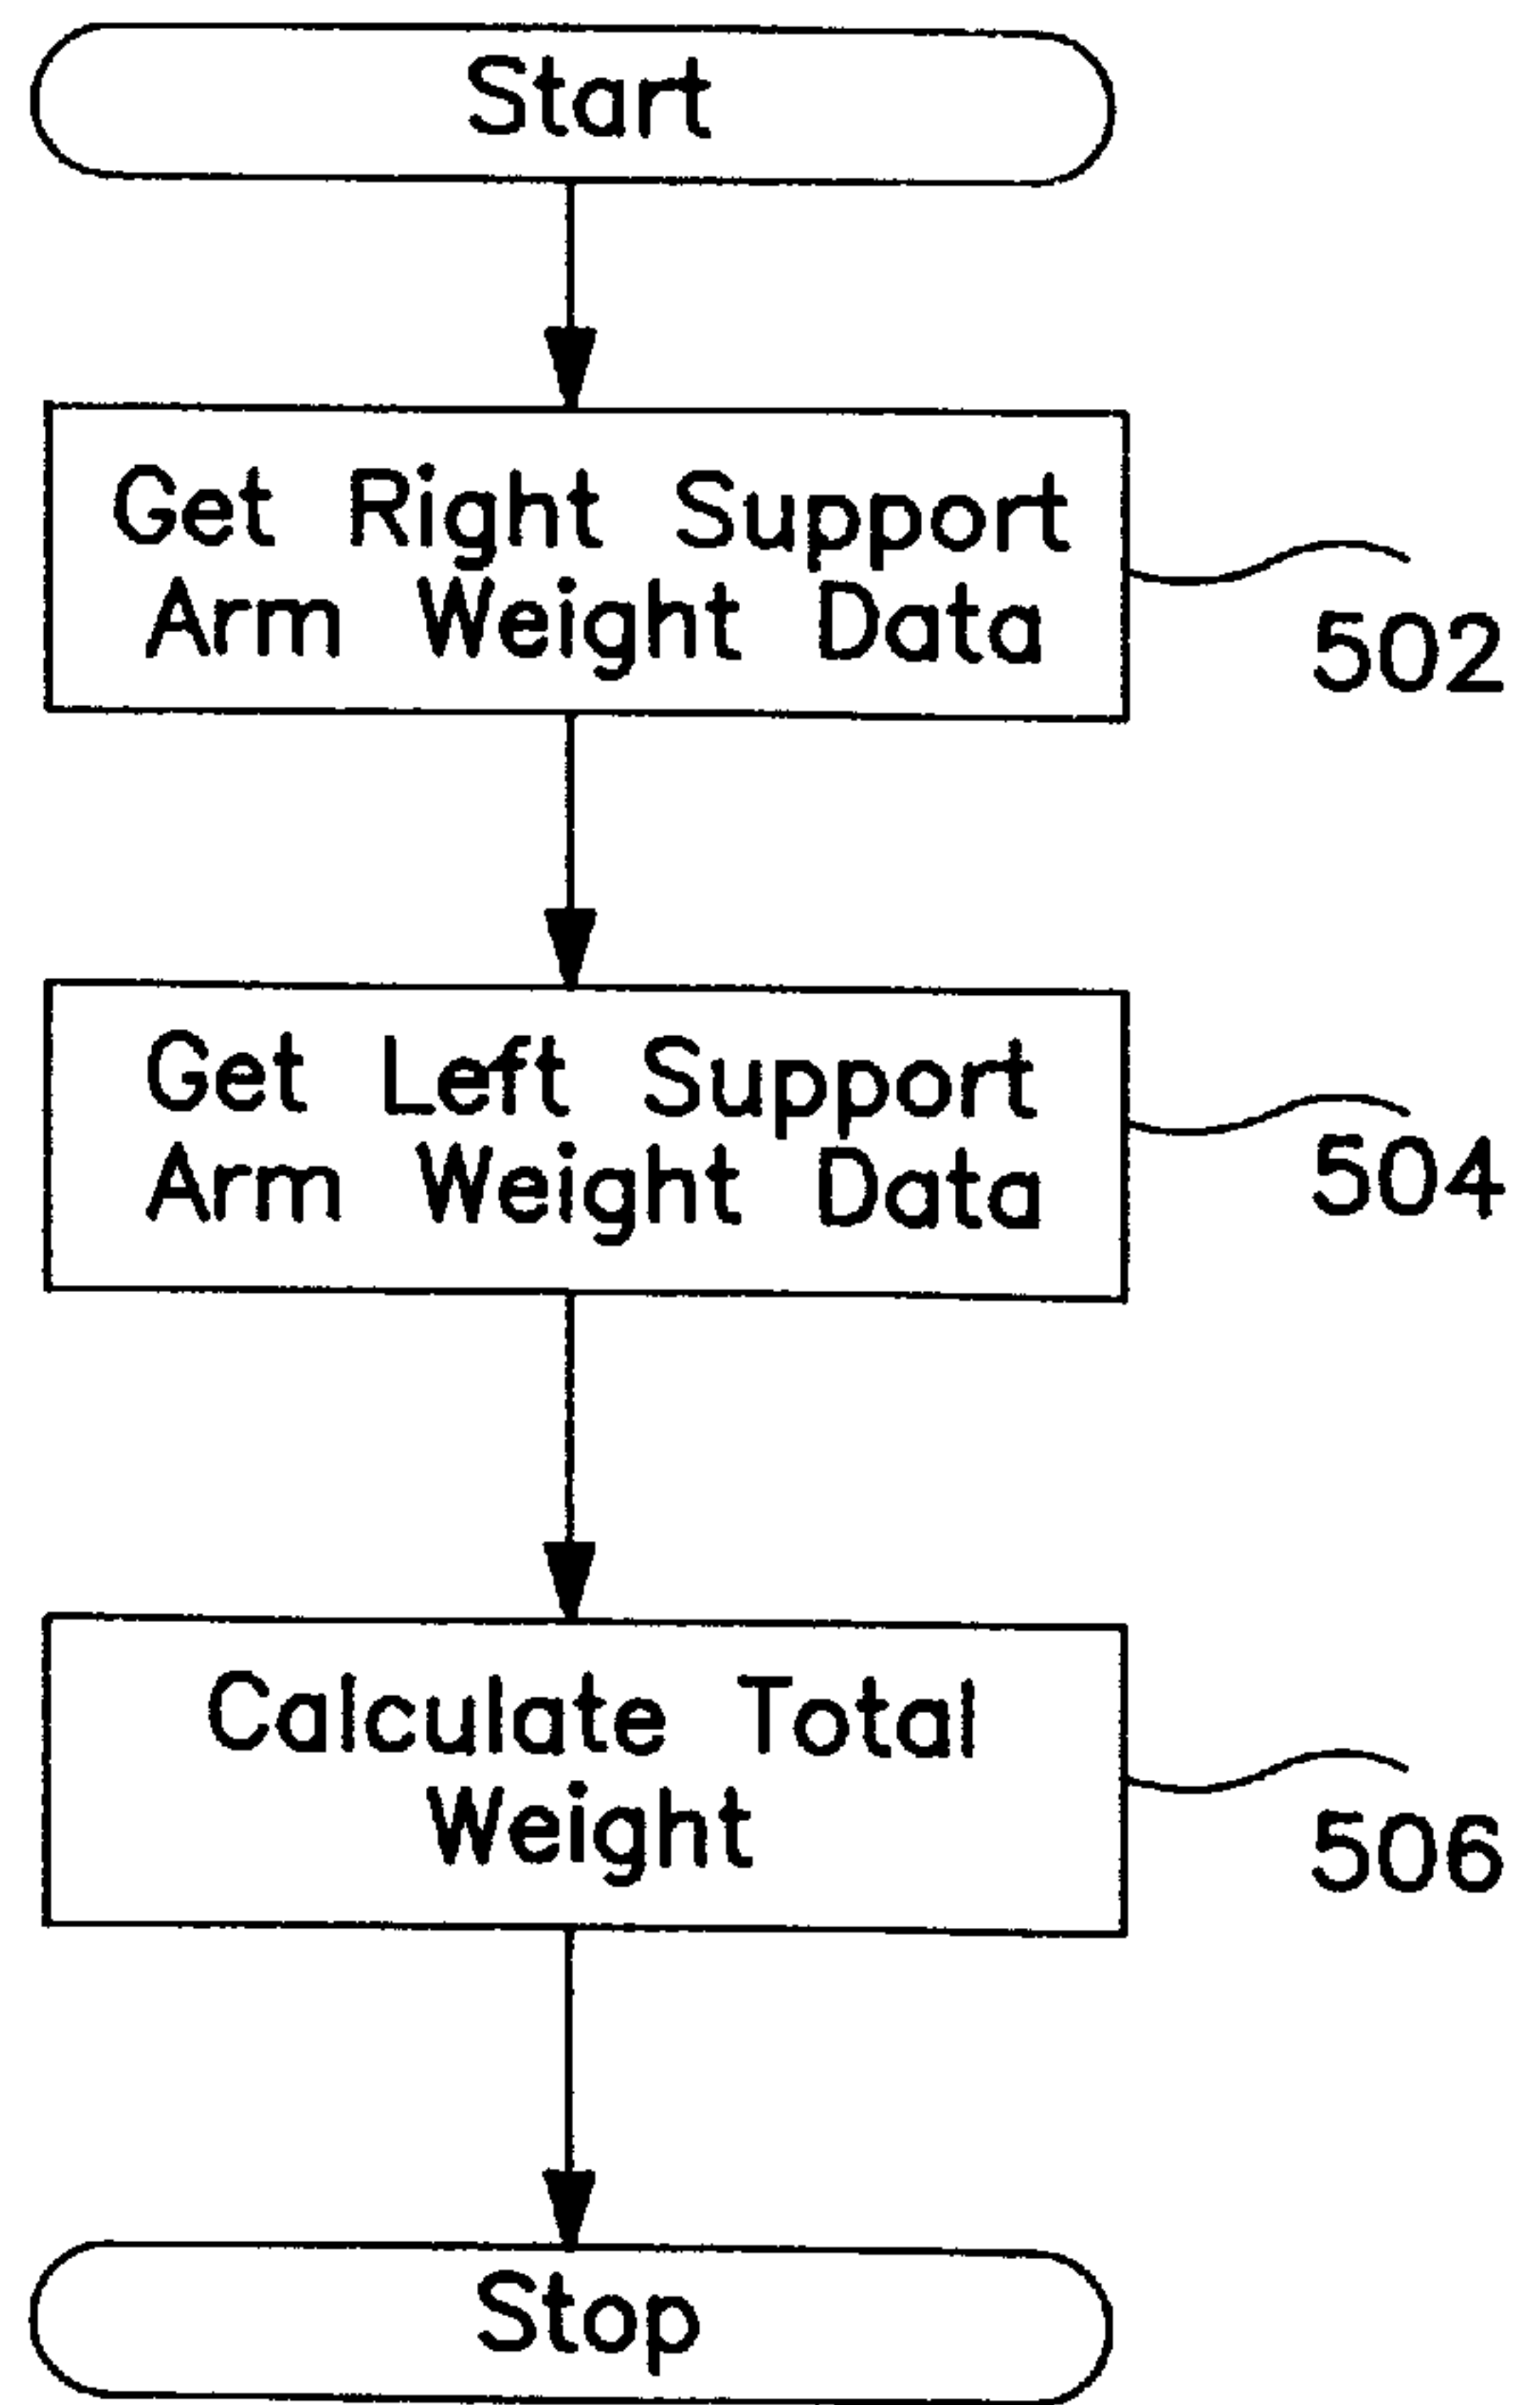 Start
Get Right Support
Arm Weight Data
502
Get Left Support
Arm Weight Data
504
Calculate Total
Weight
506
Stop